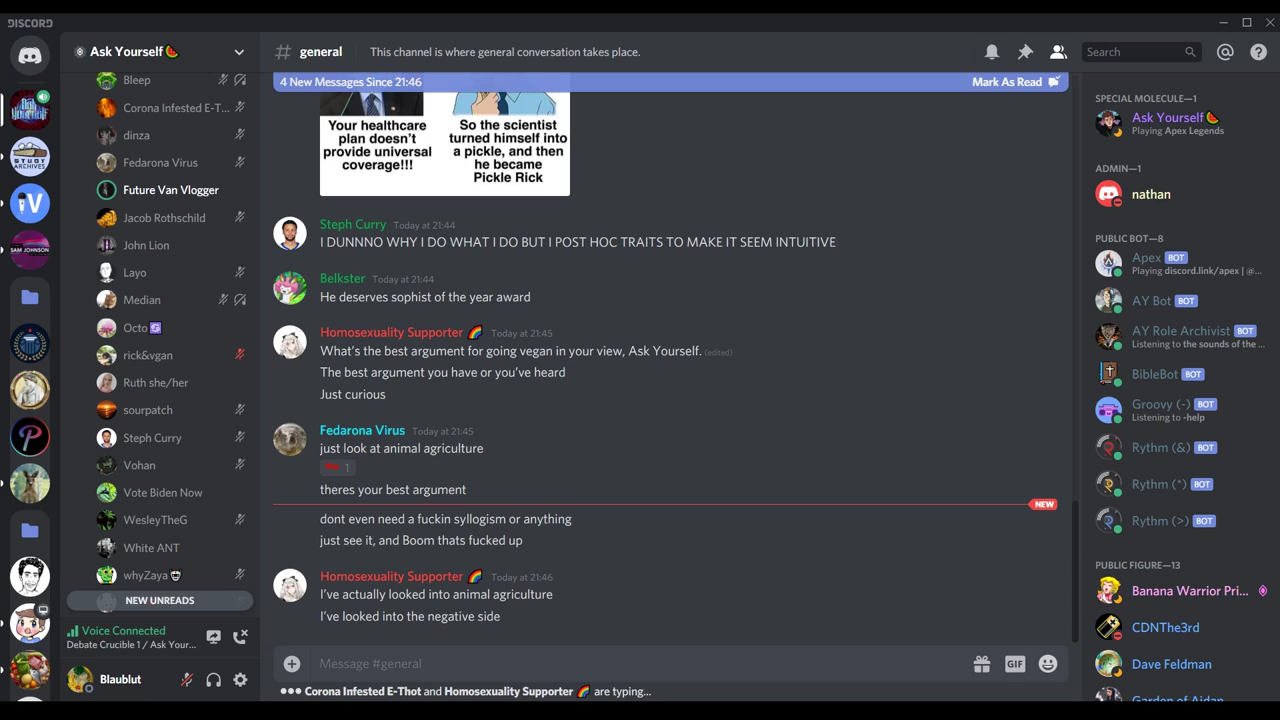 DISCORD
Ask Yourself 🍉
# general
This channel is where general conversation takes place.
Search
Bleep
Corona Infested E-T...
dinza
Fedarona Virus
Future Van Vlogger
Jacob Rothschild
John Lion
Layo
Median
Octo
rick&vgan
Ruth she/her
sourpatch
Steph Curry
Vohan
Vote Biden Now
WesleyTheG
White ANT
whyZaya
NEW UNREADS
Voice Connected
Debate Crucible 1 / Ask Your...
Blaublut
4 New Messages Since 21:46
Mark As Read
Your healthcare
plan doesn't
provide universal
coverage!!!
So the scientist
turned himself into
a pickle, and then
he became
Pickle Rick
Steph Curry Today at 21:44
I DUNNNO WHY I DO WHAT I DO BUT I POST HOC TRAITS TO MAKE IT SEEM INTUITIVE
Belkster Today at 21:44
He deserves sophist of the year award
Homosexuality Supporter 🌈 Today at 21:45
What's the best argument for going vegan in your view, Ask Yourself. (edited)
The best argument you have or you've heard
Just curious
Fedarona Virus Today at 21:45
just look at animal agriculture
1
theres your best argument
NEW
dont even need a fuckin syllogism or anything
just see it, and Boom thats fucked up
Homosexuality Supporter 🌈 Today at 21:46
I've actually looked into animal agriculture
I've looked into the negative side
Message #general
GIF
Corona Infested E-Thot and Homosexuality Supporter 🌈 are typing...
SPECIAL MOLECULE—1
Ask Yourself 🍉
Playing Apex Legends
ADMIN—1
nathan
PUBLIC BOT—8
Apex BOT
Playing discord.link/apex | @...
AY Bot BOT
AY Role Archivist BOT
Listening to the sounds of the ...
BibleBot BOT
Groovy (-) BOT
Listening to -help
Rythm (&) BOT
Rythm (*) BOT
Rythm (>) BOT
PUBLIC FIGURE—13
Banana Warrior Pri...
CDNThe3rd
Dave Feldman
Garden of Aidan